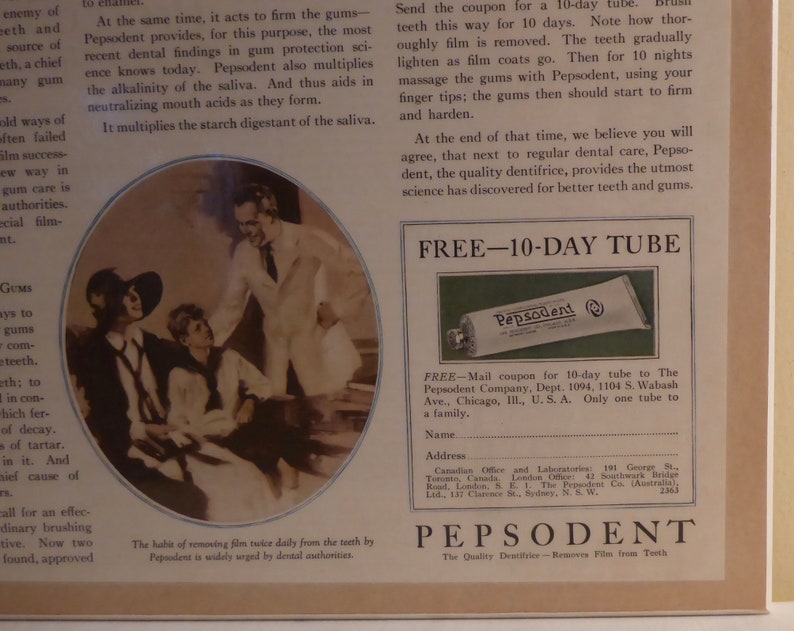 enemy of
eeth and
source of
eth, a chief
many gum
es.
old ways of
often failed
film success-
ew way in
gum care is
authorities.
ecial film-
nt.
GUMS
ays to
gums
y com-
e teeth.
eth; to
l in con-
which fer-
of decay.
s of tartar.
in it. And
hief cause of
rs.
call for an effec-
rdinary brushing
tive. Now two
found, approved
to enamel.
At the same time, it acts to firm the gums—
Pepsodent provides, for this purpose, the most
recent dental findings in gum protection sci-
ence knows today. Pepsodent also multiplies
the alkalinity of the saliva. And thus aids in
neutralizing mouth acids as they form.
It multiplies the starch digestant of the saliva.
The habit of removing film twice daily from the teeth by
Pepsodent is widely urged by dental authorities.
Send the coupon for a 10-day tube. Brush
teeth this way for 10 days. Note how thor-
oughly film is removed. The teeth gradually
lighten as film coats go. Then for 10 nights
massage the gums with Pepsodent, using your
finger tips; the gums then should start to firm
and harden.
At the end of that time, we believe you will
agree, that next to regular dental care, Pepso-
dent, the quality dentifrice, provides the utmost
science has discovered for better teeth and gums.
FREE—10-DAY TUBE
Pepsodent
FREE—Mail coupon for 10-day tube to The
Pepsodent Company, Dept. 1094, 1104 S. Wabash
Ave., Chicago, Ill., U. S. A. Only one tube to
a family.
Name
Address
Canadian Office and Laboratories: 191 George St.,
Toronto, Canada. London Office: 42 Southwark Bridge
Road, London, S. E. 1. The Pepsodent Co. (Australia),
Ltd., 137 Clarence St., Sydney, N. S. W. 2363
PEPSODENT
The Quality Dentifrice—Removes Film from Teeth